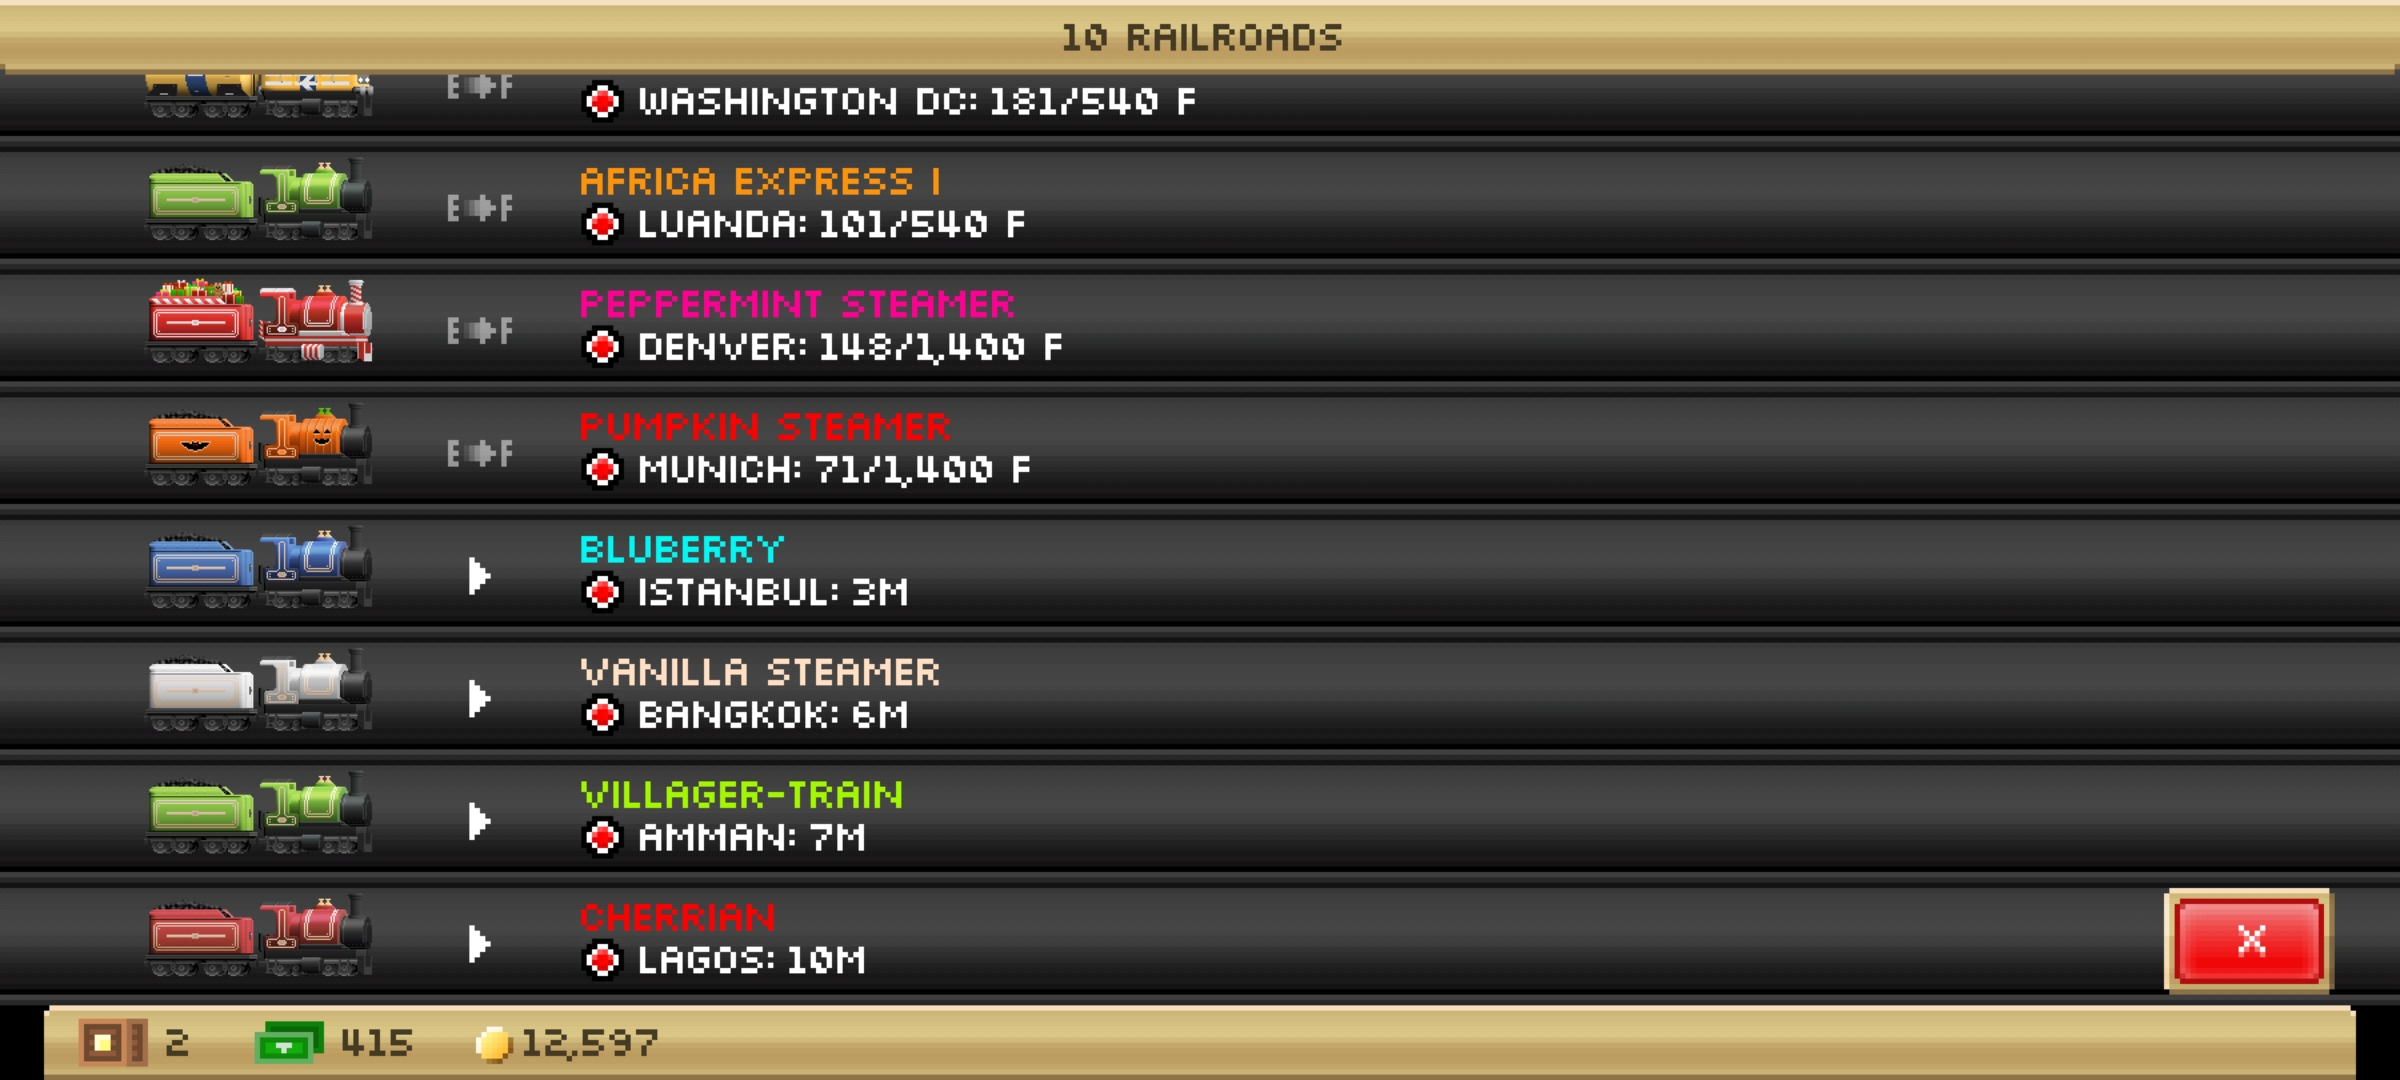 10 RAILROADS
E F WASHINGTON DC: 181/540 F
AFRICA EXPRESS I
E F LUANDA: 101/540 F
PEPPERMINT STEAMER
E F DENVER: 148/1,400 F
PUMPKIN STEAMER
E F MUNICH: 71/1,400 F
BLUBERRY
ISTANBUL: 3M
VANILLA STEAMER
BANGKOK: 6M
VILLAGER-TRAIN
AMMAN: 7M
CHERRIAN
LAGOS: 10M
X
2 415 12,597